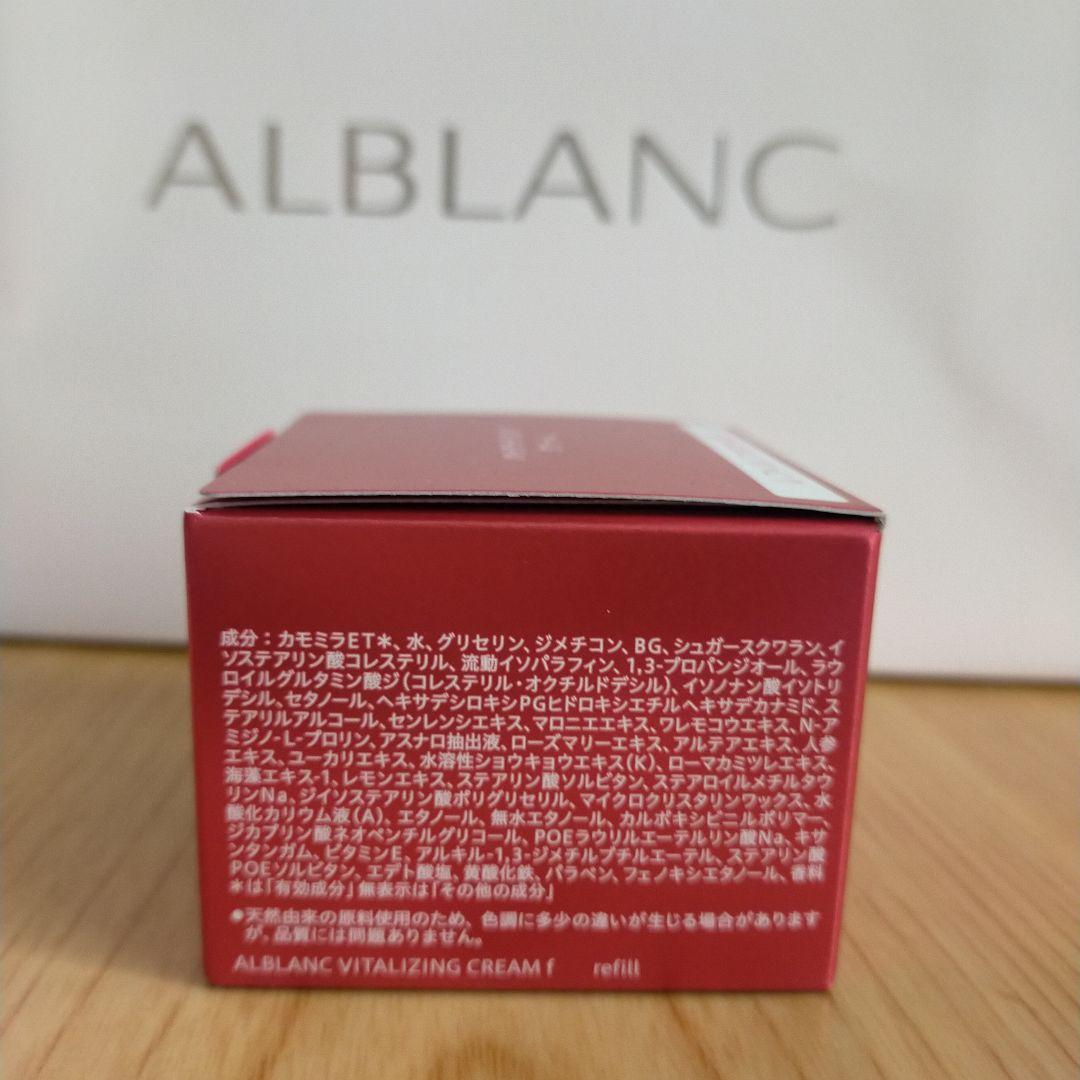 ALBLANC
成分：カモミラET＊、水、グリセリン、ジメチコン、BG、シュガースクワラン、イ
ソステアリン酸コレステリル、流動イソパラフィン、1,3-プロパンジオール、ラウ
ロイルグルタミン酸ジ(コレステリル・オクチルドデシル)、イソノナン酸イソトリ
デシル、セタノール、ヘキサデシロキシPGヒドロキシエチルヘキサデカナミド、ス
テアリルアルコール、センレンシエキス、マロニエエキス、ワレモコウエキス、N-ア
ミジノ-L-プロリン、アスナロ抽出液、ローズマリーエキス、アルテアエキス、人参
エキス、ユーカリエキス、水溶性ショウキョウエキス(K)、ローマカミツレエキス、
海藻エキス-1、レモンエキス、ステアリン酸ソルビタン、ステアロイルメチルタウ
リンNa、ジイソステアリン酸ポリグリセリル、マイクロクリスタリンワックス、水
酸化カリウム液(A)、エタノール、無水エタノール、カルボキシビニルポリマー、
ジカプリン酸ネオペンチルグリコール、POEラウリルエーテルリン酸Na、キサ
ンタンガム、ビタミンE、アルキル-1,3-ジメチルブチルエーテル、ステアリン酸
POEソルビタン、エデト酸塩、黄酸化鉄、パラベン、フェノキシエタノール、香料
＊は「有効成分」無表示は「その他の成分」
●天然由来の原料使用のため、色調に多少の違いが生じる場合があります
が、品質には問題ありません。
ALBLANC VITALIZING CREAM f refill